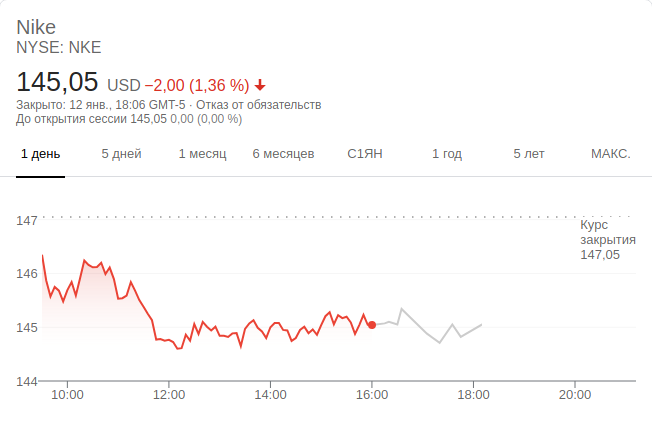 Nike
NYSE: NKE
145,05 USD −2,00 (1,36 %)
Закрыто: 12 янв., 18:06 GMT-5 · Отказ от обязательств
До открытия сессии 145,05 0,00 (0,00 %)
1 день 5 дней 1 месяц 6 месяцев С1ЯН 1 год 5 лет МАКС.
147
Курс
закрытия
147,05
146
145
144
10:00 12:00 14:00 16:00 18:00 20:00